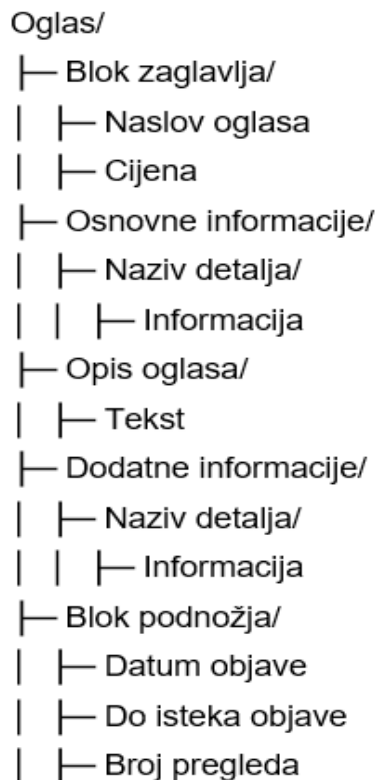 Oglas/
├─ Blok zaglavlja/
│ ├─ Naslov oglasa
│ ├─ Cijena
├─ Osnovne informacije/
│ ├─ Naziv detalja/
│ │ ├─ Informacija
├─ Opis oglasa/
│ ├─ Tekst
├─ Dodatne informacije/
│ ├─ Naziv detalja/
│ │ ├─ Informacija
├─ Blok podnožja/
│ ├─ Datum objave
│ ├─ Do isteka objave
│ ├─ Broj pregleda